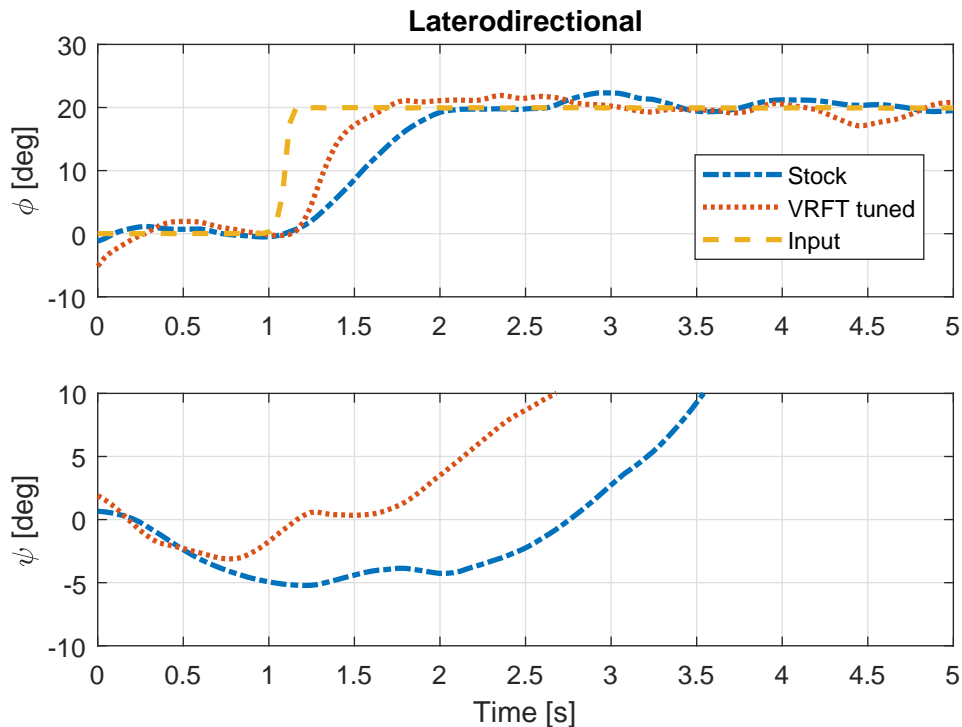 Laterodirectional
30
20
10
0
-10
ϕ [deg]
Stock
VRFT tuned
Input
0 0.5 1 1.5 2 2.5 3 3.5 4 4.5 5
10
5
0
-5
-10
ψ [deg]
0 0.5 1 1.5 2 2.5 3 3.5 4 4.5 5
Time [s]